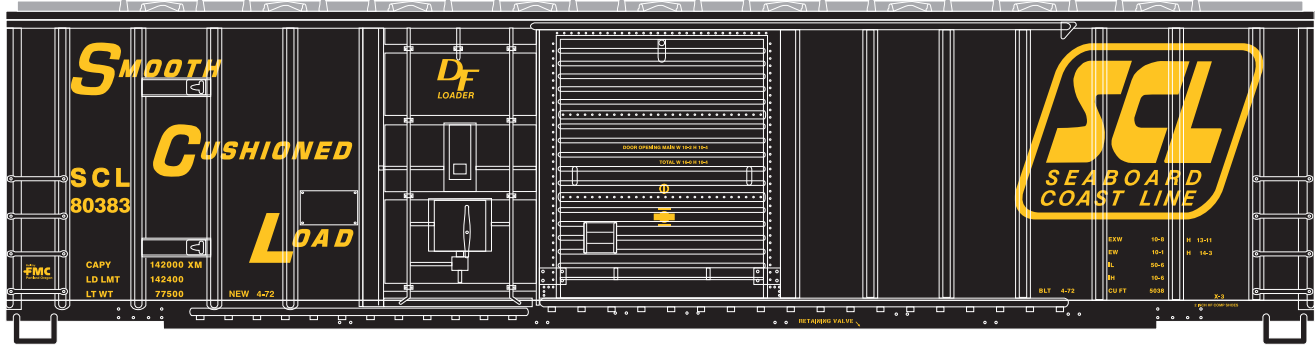 SMOOTH
CUSHIONED
LOAD
SCL
80383
FMC
CAPY 142000 XM
LD LMT 142400
LT WT 77500
NEW 4-72
DF
LOADER
DOOR OPENING MAIN W 10-2 H 10-4
TOTAL W 16-0 H 10-4
SCL
SEABOARD
COAST LINE
EXW 10-8 H 13-11
EW 10-1 H 14-3
IL 50-6
IH 10-6
CU FT 5038
BLT 4-72
X-3
RETAINING VALVE